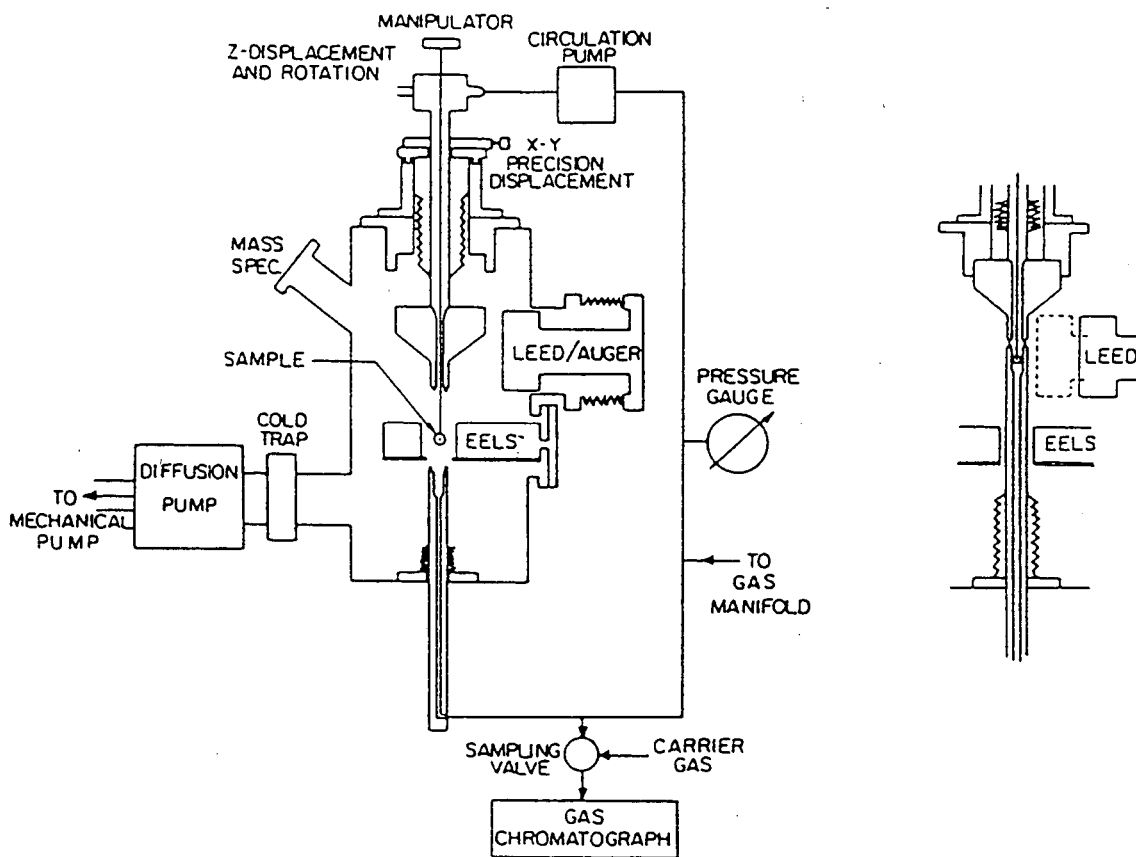 MANIPULATOR
Z-DISPLACEMENT
AND ROTATION
CIRCULATION
PUMP
X-Y
PRECISION
DISPLACEMENT
MASS
SPEC.
LEED/AUGER
SAMPLE
PRESSURE
GAUGE
COLD
TRAP
EELS
DIFFUSION
PUMP
TO
MECHANICAL
PUMP
TO
GAS
MANIFOLD
SAMPLING
VALVE
CARRIER
GAS
GAS
CHROMATOGRAPH
LEED
EELS